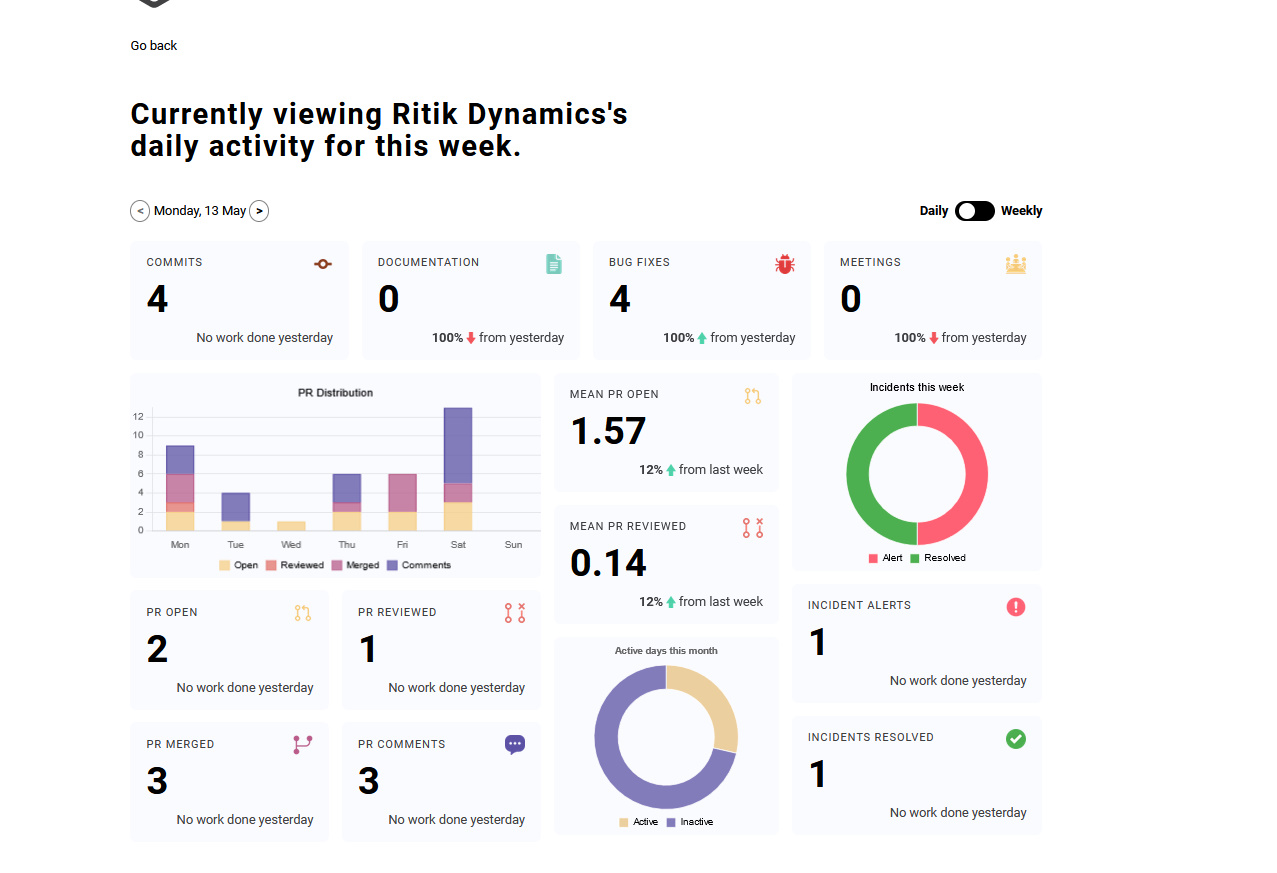 Go back
Currently viewing Ritik Dynamics's
daily activity for this week.
< Monday, 13 May >
Daily Weekly
COMMITS
4
No work done yesterday
DOCUMENTATION
0
100% from yesterday
BUG FIXES
4
100% from yesterday
MEETINGS
0
100% from yesterday
PR Distribution
12
10
8
6
4
2
0
Mon Tue Wed Thu Fri Sat Sun
Open Reviewed Merged Comments
MEAN PR OPEN
1.57
12% from last week
MEAN PR REVIEWED
0.14
12% from last week
Incidents this week
Alert Resolved
PR OPEN
2
No work done yesterday
PR REVIEWED
1
No work done yesterday
PR MERGED
3
No work done yesterday
PR COMMENTS
3
No work done yesterday
Active days this month
Active Inactive
INCIDENT ALERTS
1
No work done yesterday
INCIDENTS RESOLVED
1
No work done yesterday